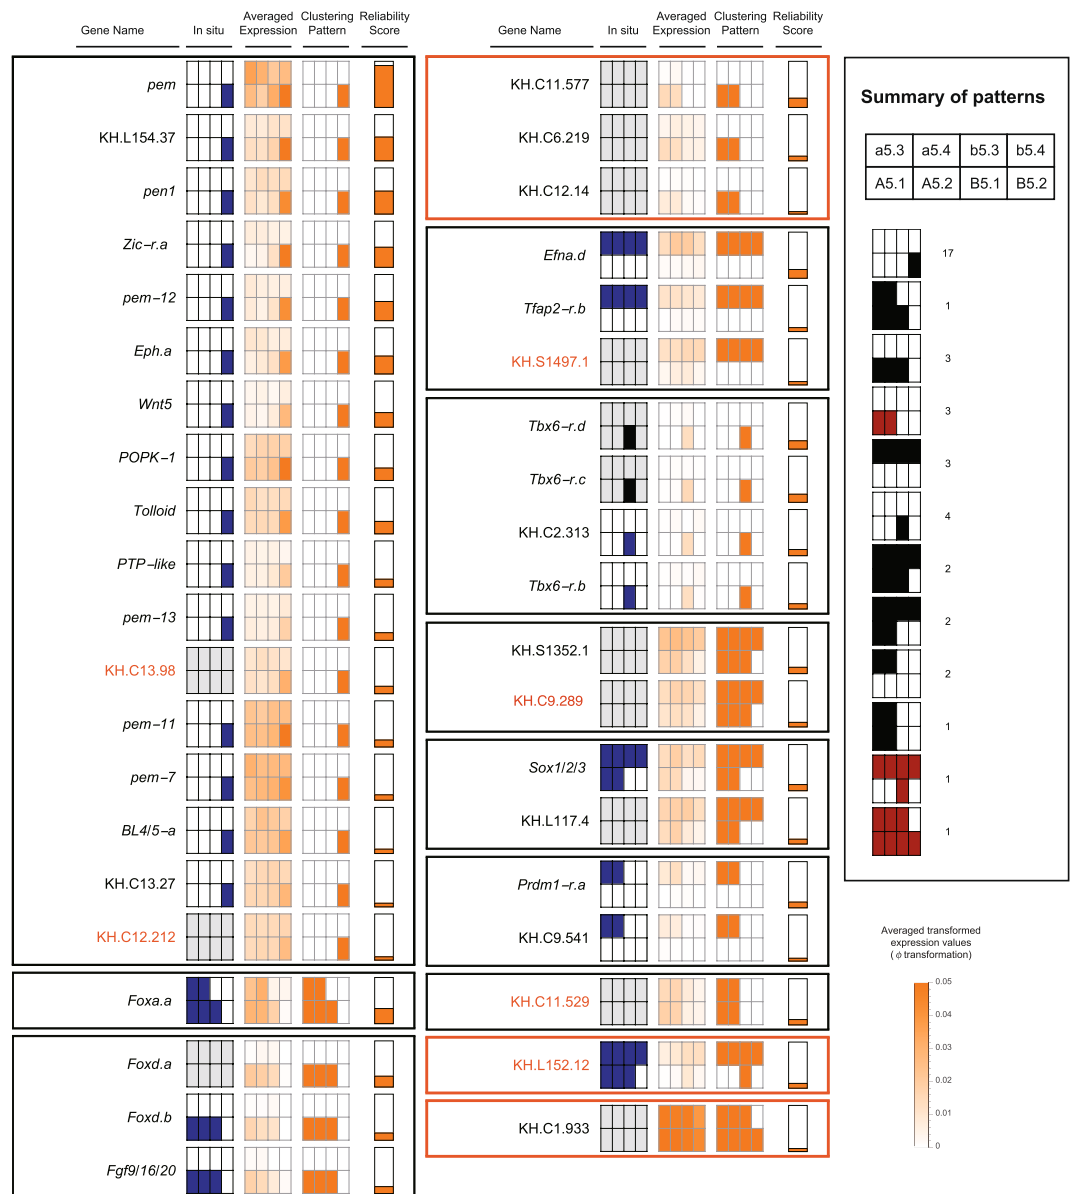 Gene Name In situ Averaged Expression Clustering Pattern Reliability Score
pem
KH.L154.37
pen1
Zic−r.a
pem−12
Eph.a
Wnt5
POPK−1
Tolloid
PTP−like
pem−13
KH.C13.98
pem−11
pem−7
BL4/5−a
KH.C13.27
KH.C12.212
Foxa.a
Foxd.a
Foxd.b
Fgf9/16/20
Gene Name In situ Averaged Expression Clustering Pattern Reliability Score
KH.C11.577
KH.C6.219
KH.C12.14
Efna.d
Tfap2−r.b
KH.S1497.1
Tbx6−r.d
Tbx6−r.c
KH.C2.313
Tbx6−r.b
KH.S1352.1
KH.C9.289
Sox1/2/3
KH.L117.4
Prdm1−r.a
KH.C9.541
KH.C11.529
KH.L152.12
KH.C1.933
Summary of patterns
a5.3 a5.4 b5.3 b5.4
A5.1 A5.2 B5.1 B5.2
17
1
3
3
3
4
2
2
2
1
1
1
Averaged transformed
expression values
( ϕ transformation)
0.05
0.04
0.03
0.02
0.01
0